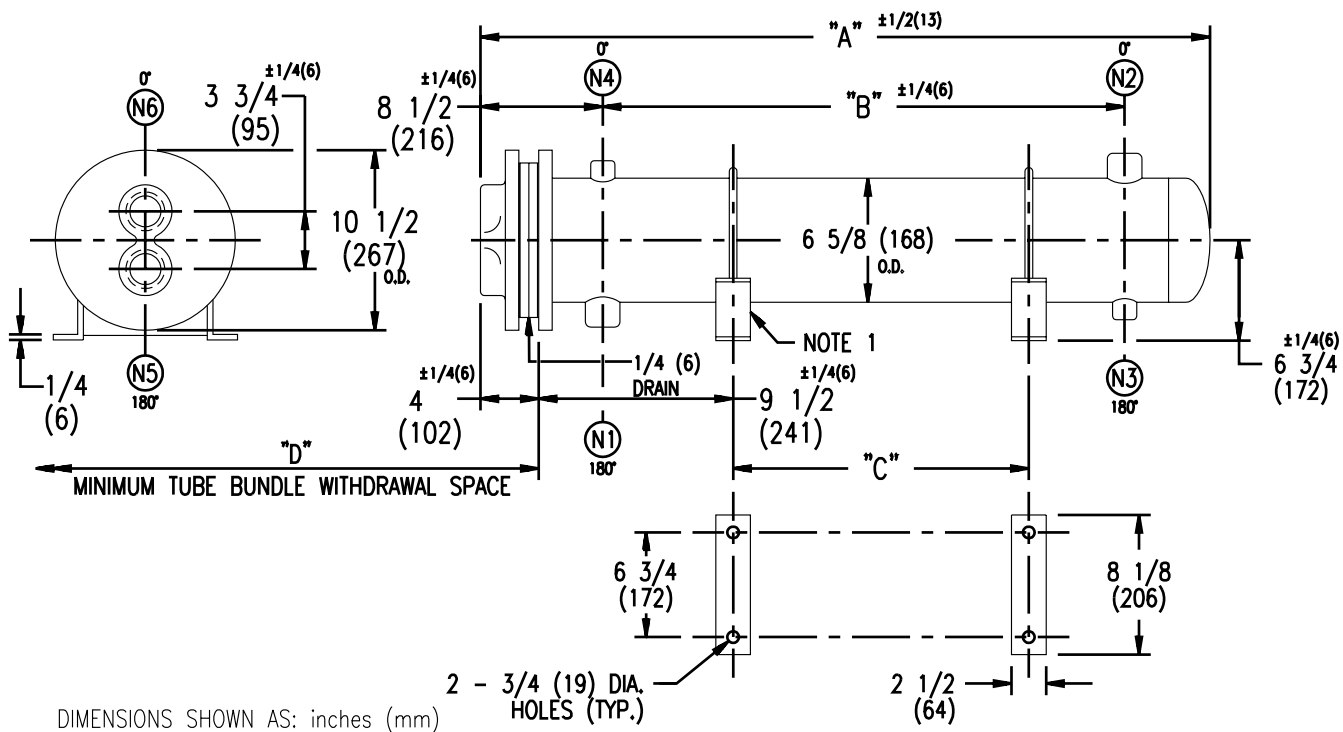 "A" ±1/2(13)
0°
N6
±1/4(6)
3 3/4
(95)
±1/4(6)
8 1/2
(216)
0°
N4
"B" ±1/4(6)
0°
N2
10 1/2
(267)
O.D.
6 5/8 (168)
O.D.
NOTE 1
1/4
(6)
N5
180°
±1/4(6)
4
(102)
1/4 (6)
DRAIN
±1/4(6)
9 1/2
(241)
N1
180°
N3
180°
±1/4(6)
6 3/4
(172)
"D"
MINIMUM TUBE BUNDLE WITHDRAWAL SPACE
"C"
6 3/4
(172)
8 1/8
(206)
2 - 3/4 (19) DIA.
HOLES (TYP.)
2 1/2
(64)
DIMENSIONS SHOWN AS: inches (mm)